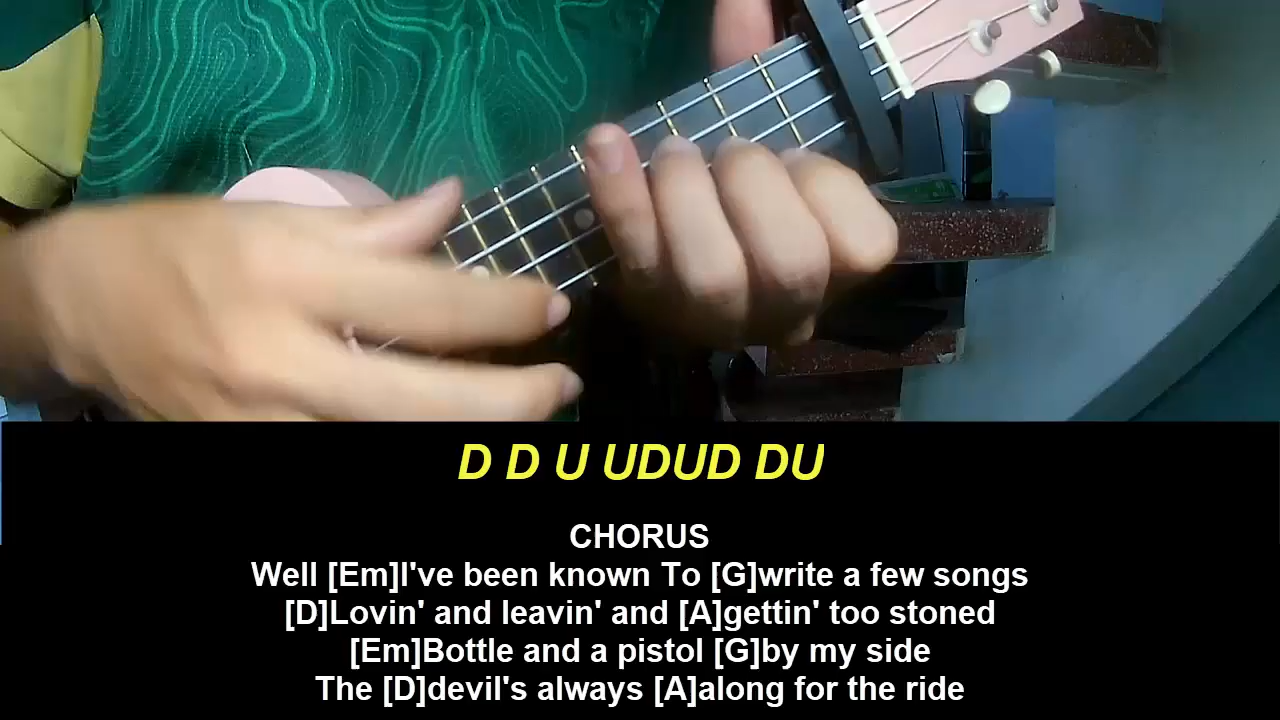 D D U UDUD DU
CHORUS
Well [Em]I've been known To [G]write a few songs
[D]Lovin' and leavin' and [A]gettin' too stoned
[Em]Bottle and a pistol [G]by my side
The [D]devil's always [A]along for the ride